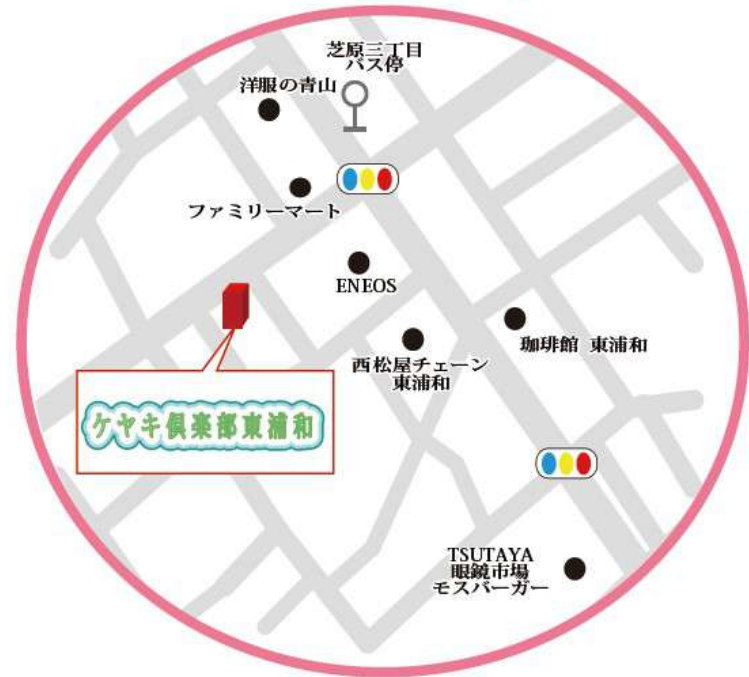 芝原三丁目
バス停
洋服の青山
ファミリーマート
ENEOS
珈琲館 東浦和
西松屋チェーン
東浦和
ケヤキ倶楽部東浦和
TSUTAYA
眼鏡市場
モスバーガー